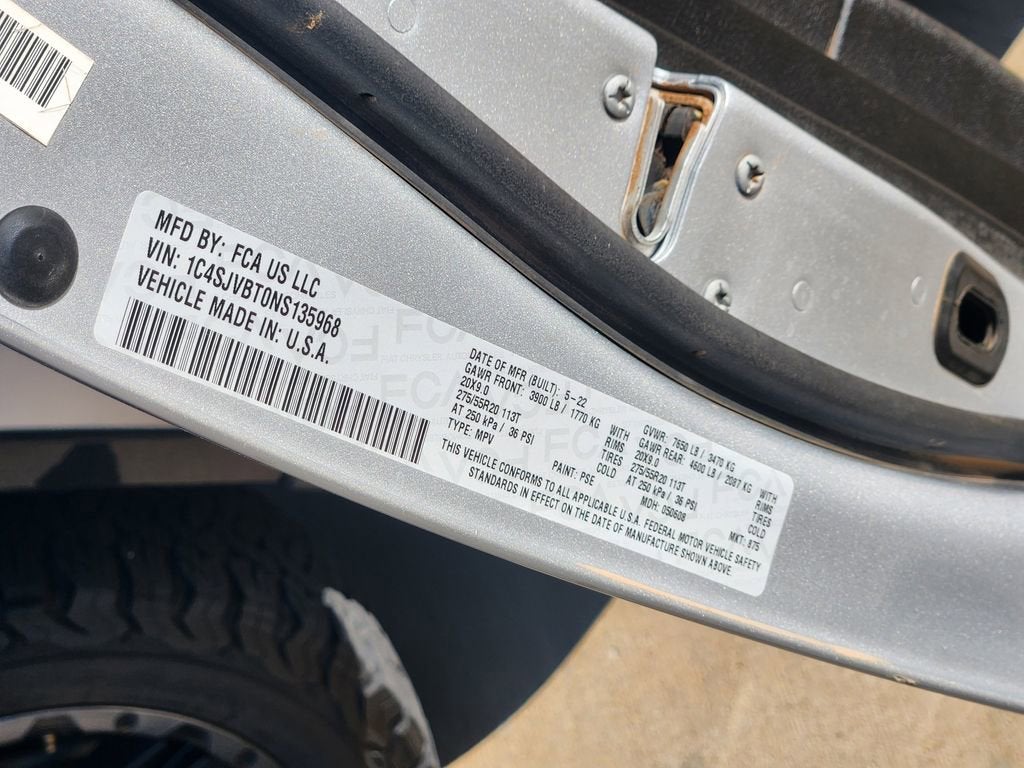 MFD BY: FCA US LLC
VIN: 1C4SJVBT0NS135968
VEHICLE MADE IN: U.S.A.
DATE OF MFR (BUILT): 5-22 GVWR: 7650 LB / 3470 KG
GAWR FRONT: 3900 LB / 1770 KG WITH GAWR REAR: 4600 LB / 2087 KG WITH
20X9.0 RIMS 20X9.0 RIMS
275/55R20 113T TIRES 275/55R20 113T TIRES
AT 250 kPa / 36 PSI COLD AT 250 kPa / 36 PSI COLD
TYPE: MPV PAINT: PSE MDH: 050608 MKT: 875
THIS VEHICLE CONFORMS TO ALL APPLICABLE U.S.A. FEDERAL MOTOR VEHICLE SAFETY
STANDARDS IN EFFECT ON THE DATE OF MANUFACTURE SHOWN ABOVE.